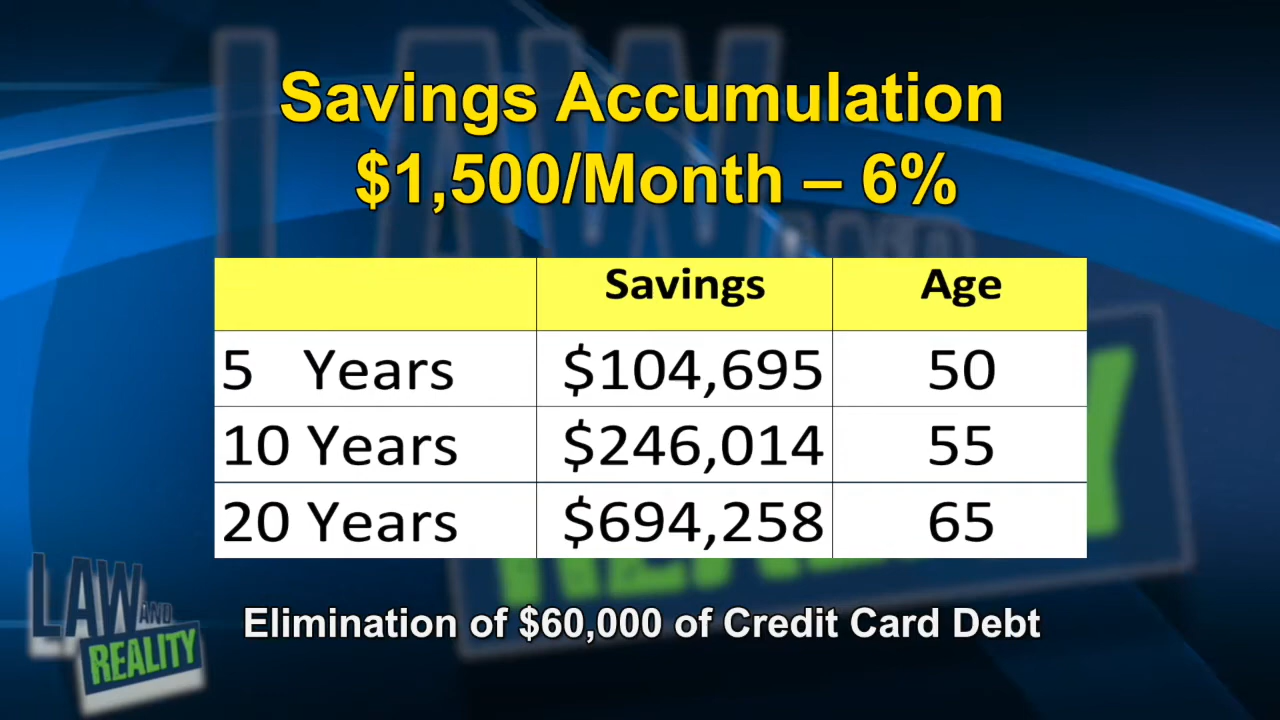 Savings Accumulation
$1,500/Month – 6%
Savings Age
5 Years $104,695 50
10 Years $246,014 55
20 Years $694,258 65
Elimination of $60,000 of Credit Card Debt
LAW
AND
REALITY